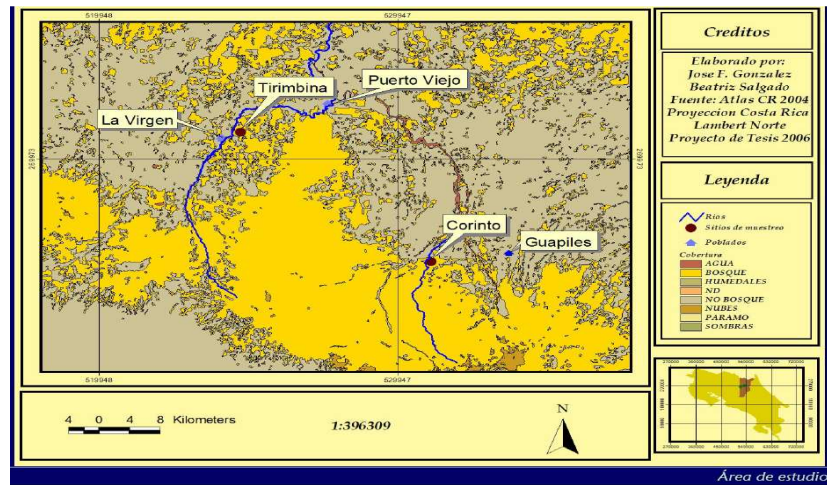 519948
529947
Creditos
Elaborado por:
Jose F. Gonzalez
Beatriz Salgado
Fuente: Atlas CR 2004
Proyeccion Costa Rica
Lambert Norte
Proyecto de Tesis 2006
Puerto Viejo
Tirimbina
La Virgen
Corinto
Guapiles
Leyenda
Rios
Sitios de muestreo
Poblados
Cobertura
AGUA
BOSQUE
HUMEDALES
ND
NO BOSQUE
NUBES
PARAMO
SOMBRAS
519948
529947
4 0 4 8 Kilometers
1:396309
N
Área de estudio